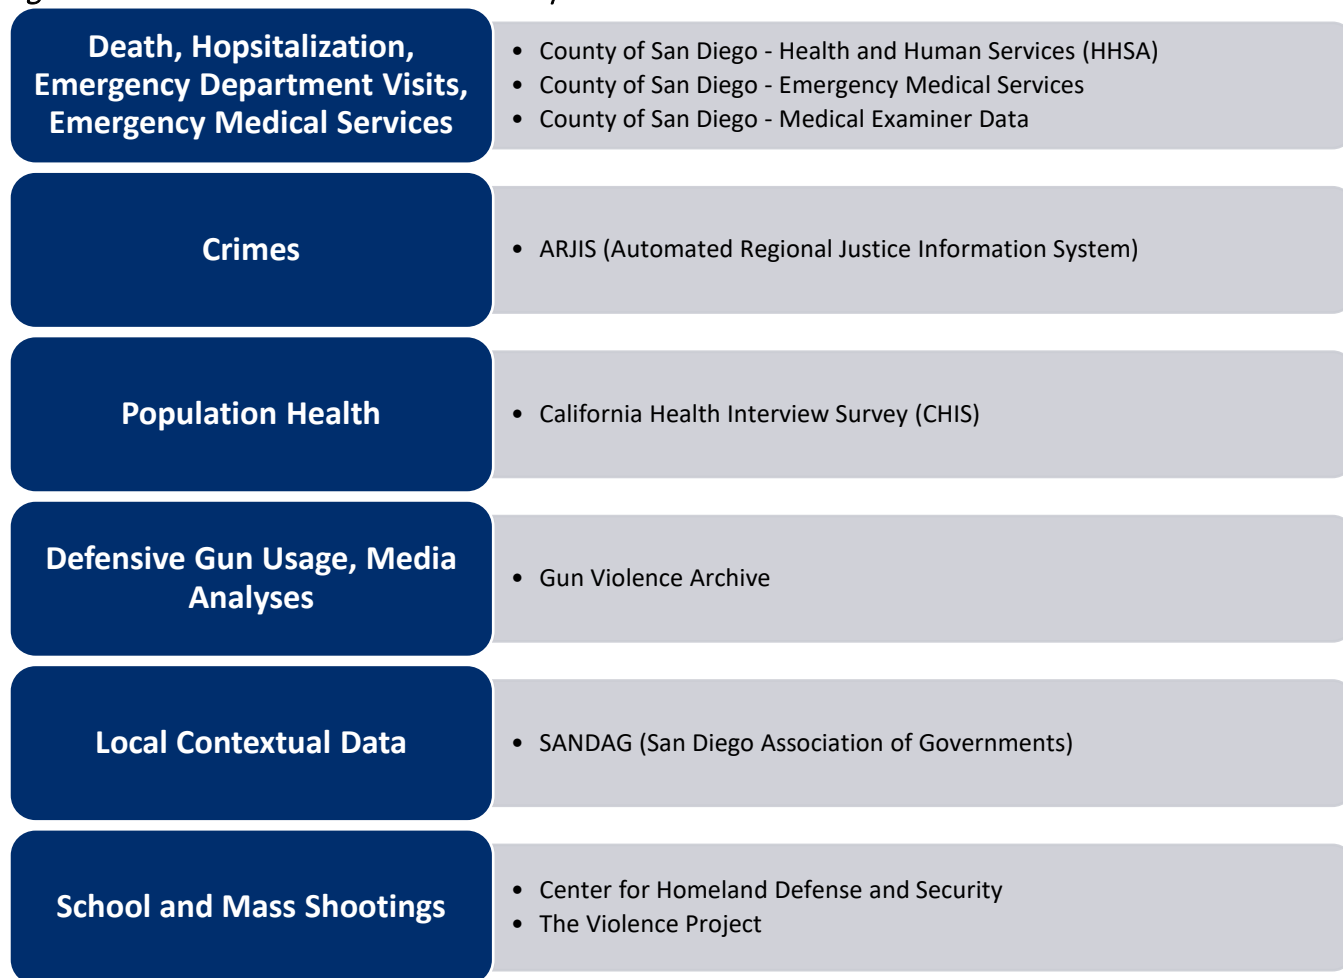 Death, Hopsitalization,
Emergency Department Visits,
Emergency Medical Services
• County of San Diego - Health and Human Services (HHSA)
• County of San Diego - Emergency Medical Services
• County of San Diego - Medical Examiner Data
Crimes
• ARJIS (Automated Regional Justice Information System)
Population Health
• California Health Interview Survey (CHIS)
Defensive Gun Usage, Media
Analyses
• Gun Violence Archive
Local Contextual Data
• SANDAG (San Diego Association of Governments)
School and Mass Shootings
• Center for Homeland Defense and Security
• The Violence Project